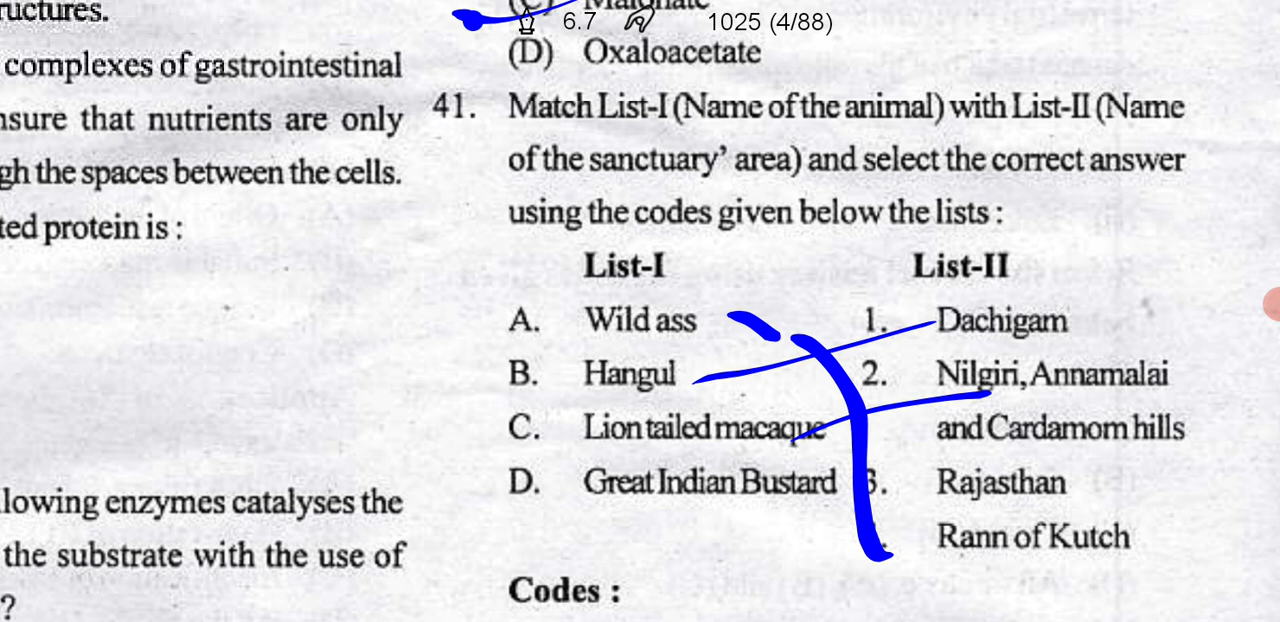 ructures.
complexes of gastrointestinal
nsure that nutrients are only
gh the spaces between the cells.
ted protein is :
lowing enzymes catalyses the
the substrate with the use of
?
(C) Malonate
6.7 1025 (4/88)
(D) Oxaloacetate
41. Match List-I (Name of the animal) with List-II (Name
of the sanctuary’ area) and select the correct answer
using the codes given below the lists :
List-I List-II
A. Wild ass 1. Dachigam
B. Hangul 2. Nilgiri, Annamalai
C. Lion tailed macaque and Cardamom hills
D. Great Indian Bustard 3. Rajasthan
Rann of Kutch
Codes :